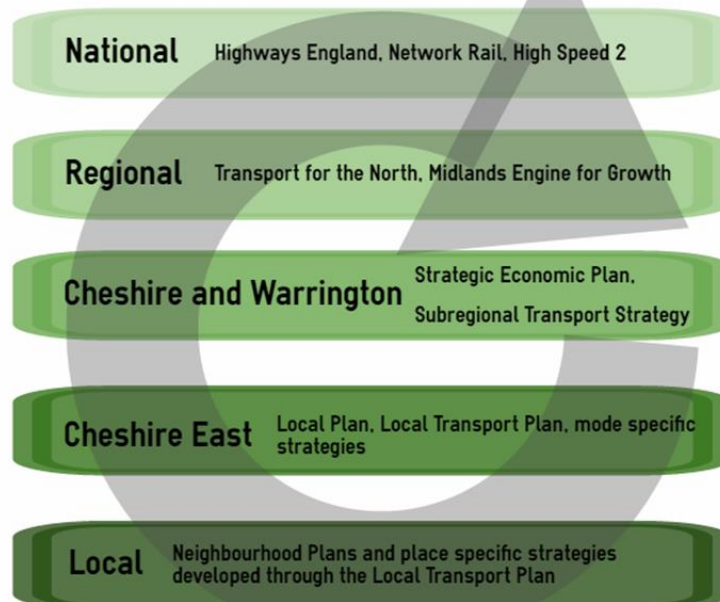 National Highways England, Network Rail, High Speed 2
Regional Transport for the North, Midlands Engine for Growth
Cheshire and Warrington Strategic Economic Plan,
Subregional Transport Strategy
Cheshire East Local Plan, Local Transport Plan, mode specific
strategies
Local Neighbourhood Plans and place specific strategies
developed through the Local Transport Plan